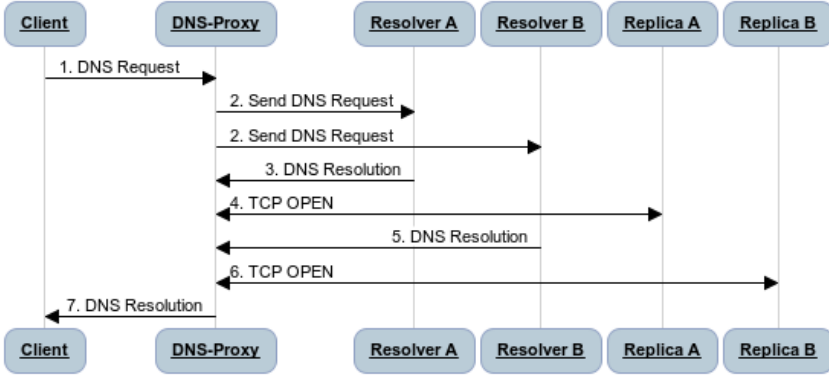 Client DNS-Proxy Resolver A Resolver B Replica A Replica B
1. DNS Request
2. Send DNS Request
2. Send DNS Request
3. DNS Resolution
4. TCP OPEN
5. DNS Resolution
6. TCP OPEN
7. DNS Resolution
Client DNS-Proxy Resolver A Resolver B Replica A Replica B